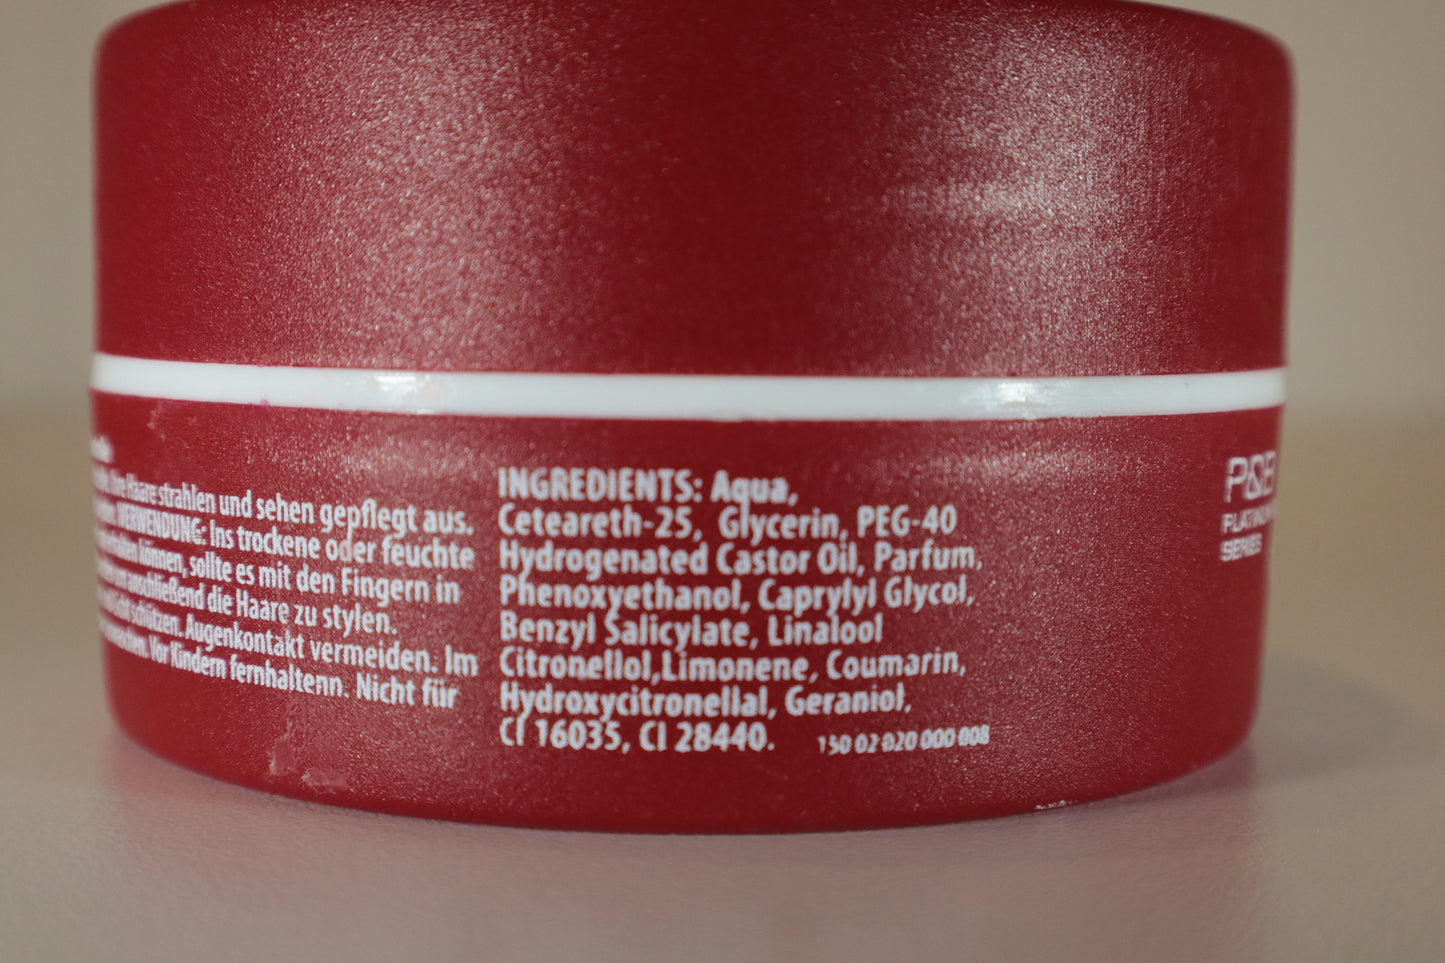 Haare strahlen und sehen gepflegt aus.
VERWENDUNG: Ins trockene oder feuchte
können, sollte es mit den Fingern in
anschließend die Haare zu stylen.
schützen. Augenkontakt vermeiden. Im
Vor Kindern fernhaltenn. Nicht für
INGREDIENTS: Aqua,
Ceteareth-25, Glycerin, PEG-40
Hydrogenated Castor Oil, Parfum,
Phenoxyethanol, Caprylyl Glycol,
Benzyl Salicylate, Linalool
Citronellol,Limonene, Coumarin,
Hydroxycitronellal, Geraniol,
CI 16035, CI 28440.
150 02 020 000 008
SERIES